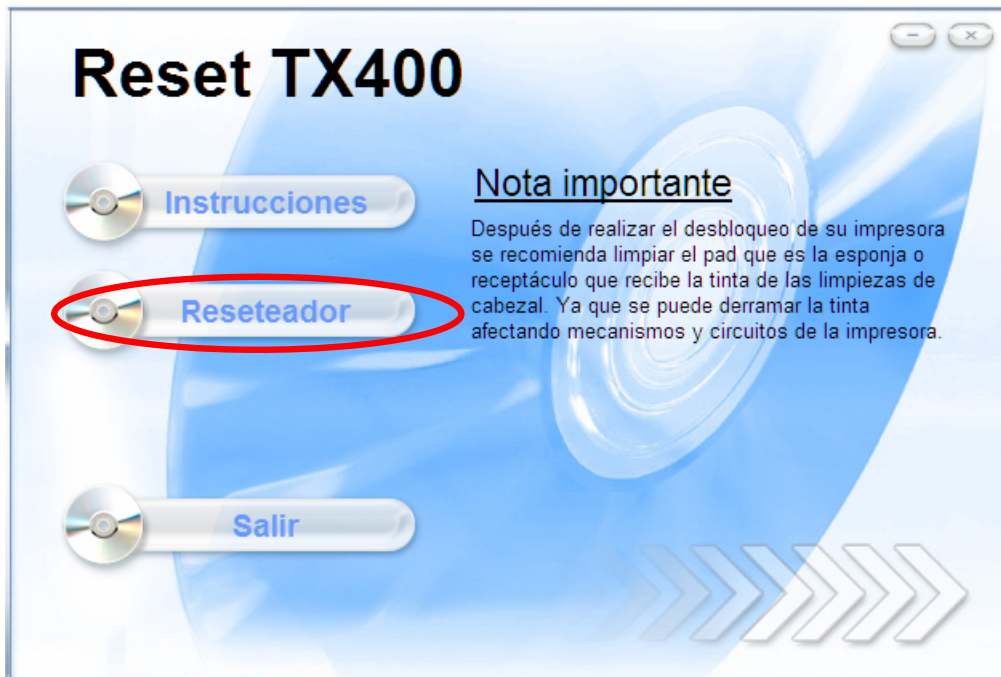 Reset TX400
Instrucciones
Reseteador
Salir
Nota importante
Después de realizar el desbloqueo de su impresora
se recomienda limpiar el pad que es la esponja o
receptáculo que recibe la tinta de las limpiezas de
cabezal. Ya que se puede derramar la tinta
afectando mecanismos y circuitos de la impresora.